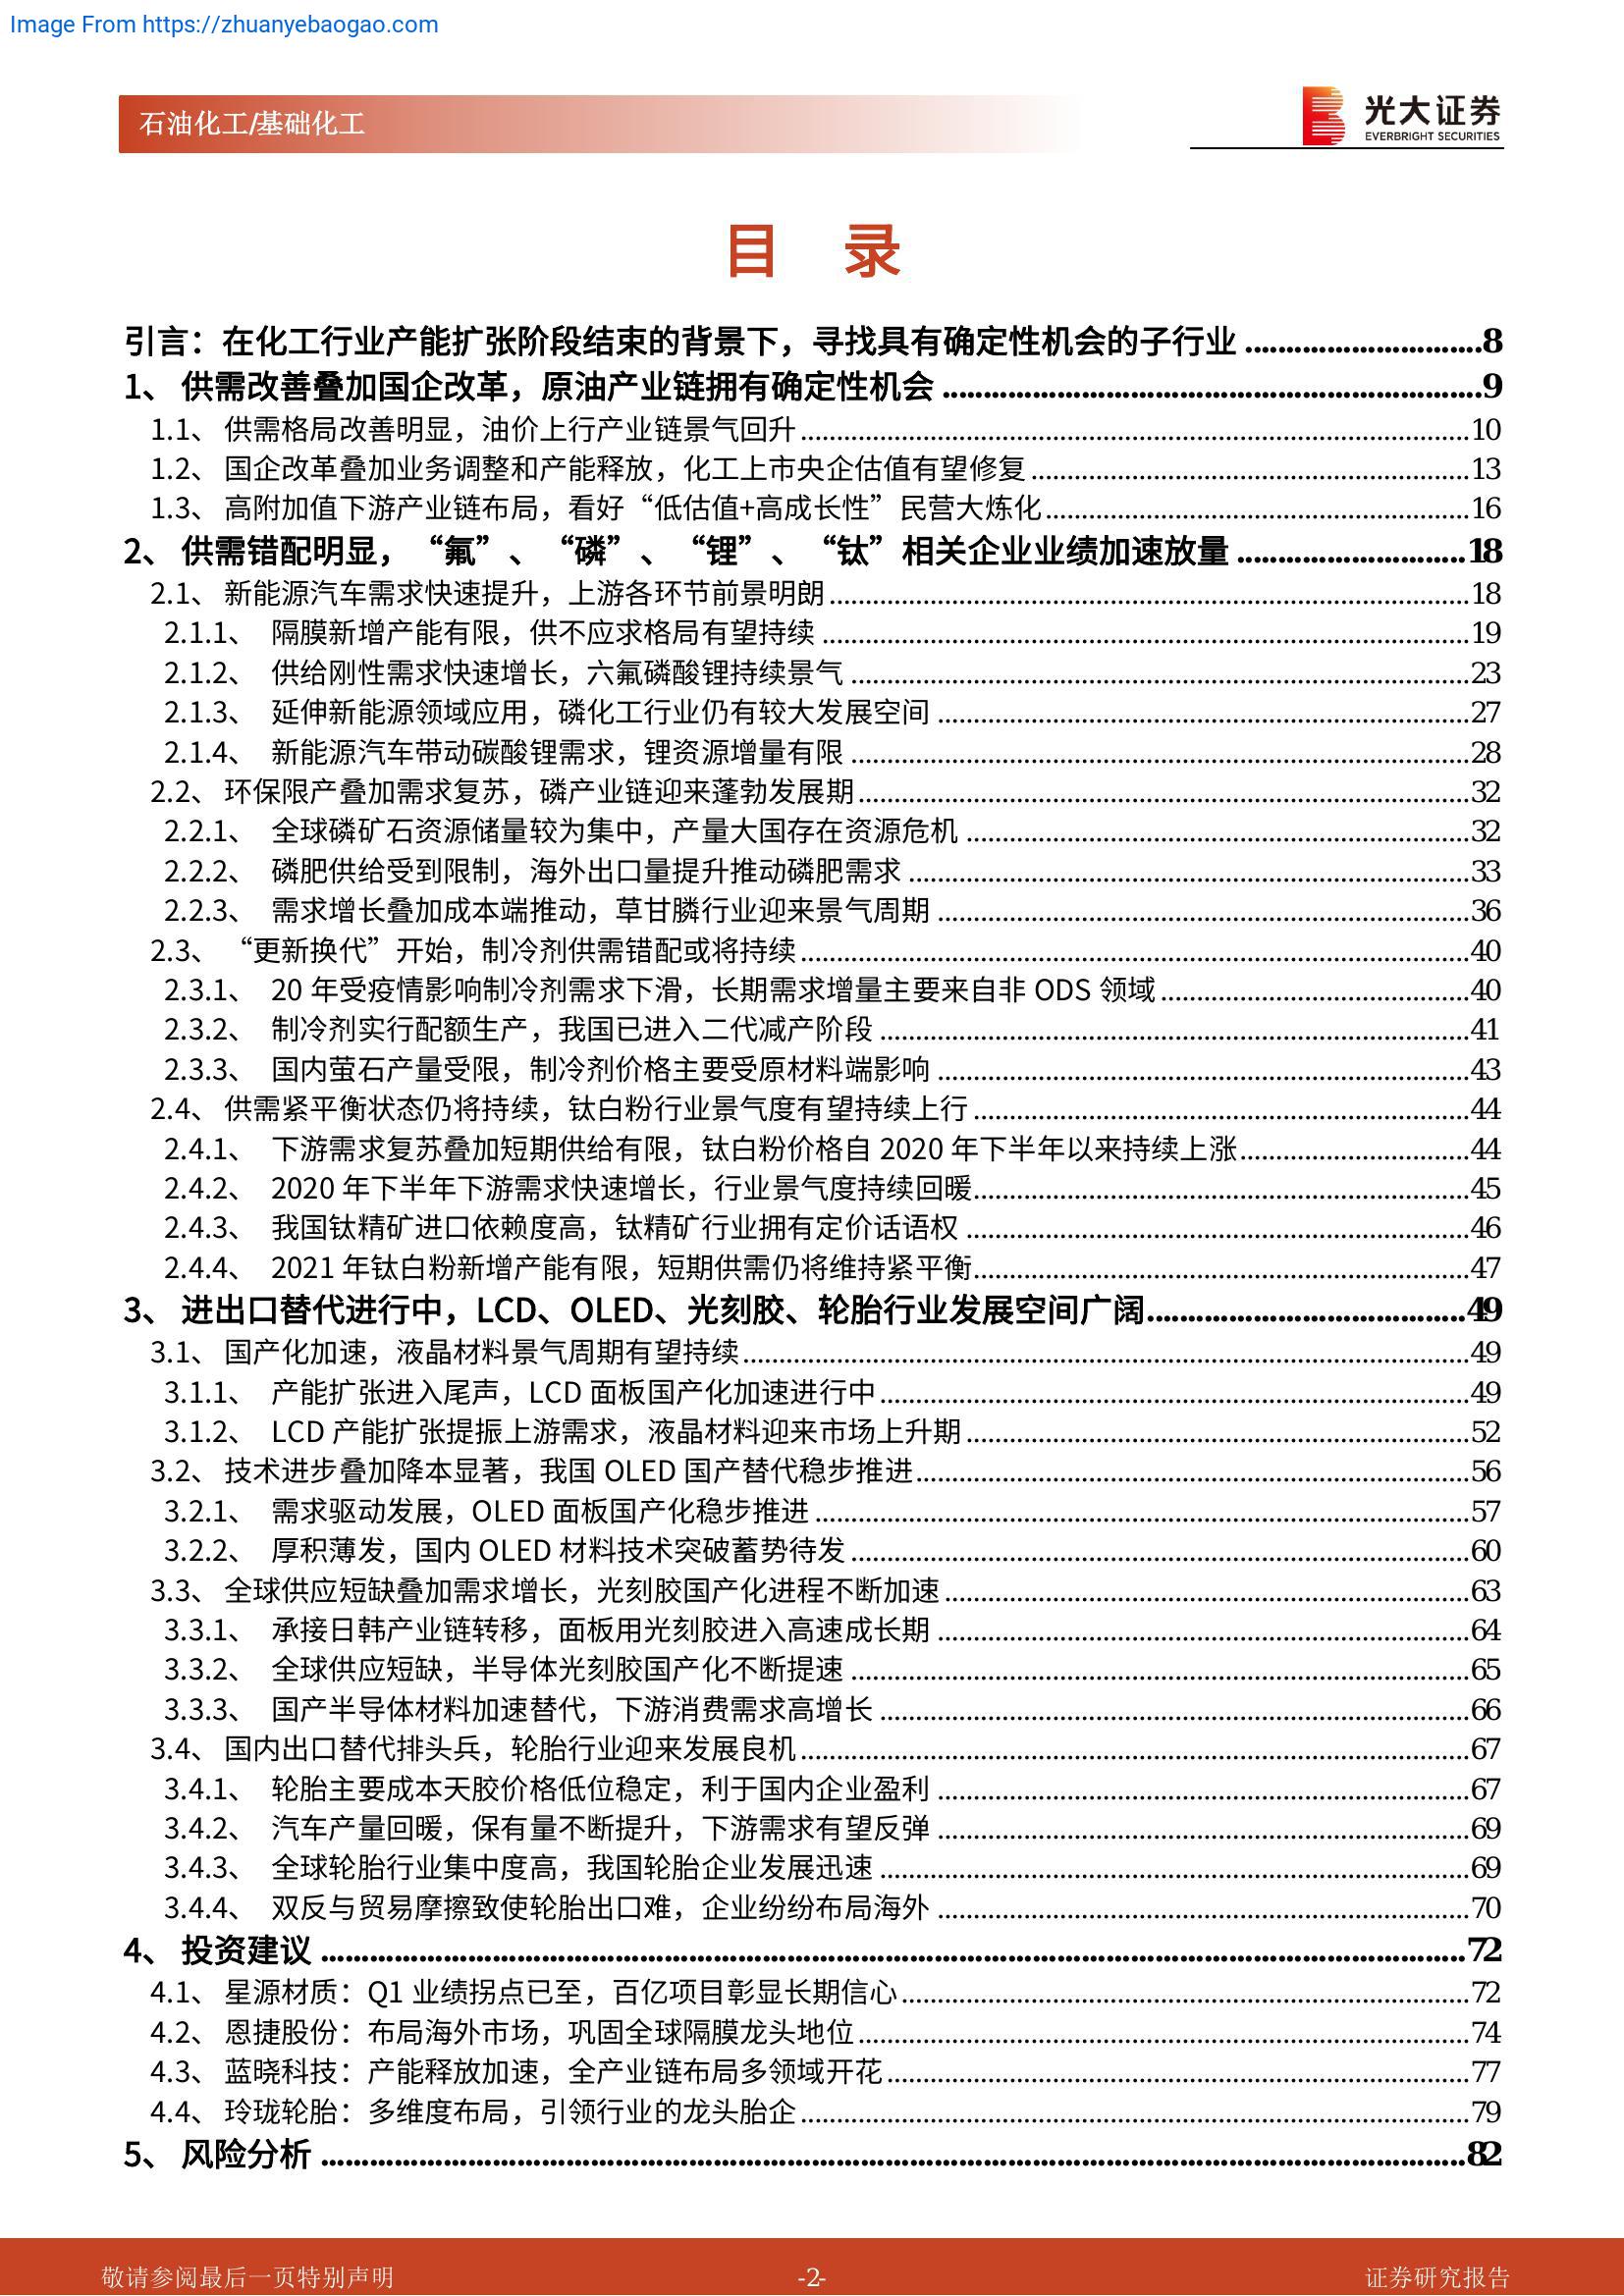 Image From https://zhuanyebaogao.com
石油化工/基础化工
光大证券
EVERBRIGHT SECURITIES
目 录
引言：在化工行业产能扩张阶段结束的背景下，寻找具有确定性机会的子行业 ............................8
1、 供需改善叠加国企改革，原油产业链拥有确定性机会 ................................................................9
1.1、 供需格局改善明显，油价上行产业链景气回升 ................................................................10
1.2、 国企改革叠加业务调整和产能释放，化工上市央企估值有望修复 ................................................13
1.3、 高附加值下游产业链布局，看好“低估值+高成长性”民营大炼化 ................................................16
2、 供需错配明显，“氟”、“磷”、“锂”、“钛”相关企业业绩加速放量 ............................18
2.1、 新能源汽车需求快速提升，上游各环节前景明朗 ................................................................18
2.1.1、 隔膜新增产能有限，供不应求格局有望持续 ................................................................19
2.1.2、 供给刚性需求快速增长，六氟磷酸锂持续景气 ................................................................23
2.1.3、 延伸新能源领域应用，磷化工行业仍有较大发展空间 ........................................................27
2.1.4、 新能源汽车带动碳酸锂需求，锂资源增量有限 ................................................................28
2.2、 环保限产叠加需求复苏，磷产业链迎来蓬勃发展期 ................................................................32
2.2.1、 全球磷矿石资源储量较为集中，产量大国存在资源危机 ........................................................32
2.2.2、 磷肥供给受到限制，海外出口量提升推动磷肥需求 ............................................................33
2.2.3、 需求增长叠加成本端推动，草甘膦行业迎来景气周期 ........................................................36
2.3、 “更新换代”开始，制冷剂供需错配或将持续 ................................................................40
2.3.1、 20 年受疫情影响制冷剂需求下滑，长期需求增量主要来自非 ODS 领域 ....................................40
2.3.2、 制冷剂实行配额生产，我国已进入二代减产阶段 ............................................................41
2.3.3、 国内萤石产量受限，制冷剂价格主要受原材料端影响 ........................................................43
2.4、 供需紧平衡状态仍将持续，钛白粉行业景气度有望持续上行 ....................................................44
2.4.1、 下游需求复苏叠加短期供给有限，钛白粉价格自 2020 年下半年以来持续上涨 ............................44
2.4.2、 2020 年下半年下游需求快速增长，行业景气度持续回暖 ....................................................45
2.4.3、 我国钛精矿进口依赖度高，钛精矿行业拥有定价话语权 ........................................................46
2.4.4、 2021 年钛白粉新增产能有限，短期供需仍将维持紧平衡 ....................................................47
3、 进出口替代进行中，LCD、OLED、光刻胶、轮胎行业发展空间广阔 ....................................49
3.1、 国产化加速，液晶材料景气周期有望持续 ................................................................49
3.1.1、 产能扩张进入尾声，LCD 面板国产化加速进行中 ............................................................49
3.1.2、 LCD 产能扩张提振上游需求，液晶材料迎来市场上升期 ....................................................52
3.2、 技术进步叠加降本显著，我国 OLED 国产替代稳步推进 ........................................................56
3.2.1、 需求驱动发展，OLED 面板国产化稳步推进 ................................................................57
3.2.2、 厚积薄发，国内 OLED 材料技术突破蓄势待发 ................................................................60
3.3、 全球供应短缺叠加需求增长，光刻胶国产化进程不断加速 ........................................................63
3.3.1、 承接日韩产业链转移，面板用光刻胶进入高速成长期 ........................................................64
3.3.2、 全球供应短缺，半导体光刻胶国产化不断提速 ................................................................65
3.3.3、 国产半导体材料加速替代，下游消费需求高增长 ............................................................66
3.4、 国内出口替代排头兵，轮胎行业迎来发展良机 ................................................................67
3.4.1、 轮胎主要成本天胶价格低位稳定，利于国内企业盈利 ........................................................67
3.4.2、 汽车产量回暖，保有量不断提升，下游需求有望反弹 ........................................................69
3.4.3、 全球轮胎行业集中度高，我国轮胎企业发展迅速 ............................................................69
3.4.4、 双反与贸易摩擦致使轮胎出口难，企业纷纷布局海外 ........................................................70
4、 投资建议 ................................................................................................72
4.1、 星源材质：Q1 业绩拐点已至，百亿项目彰显长期信心 ........................................................72
4.2、 恩捷股份：布局海外市场，巩固全球隔膜龙头地位 ............................................................74
4.3、 蓝晓科技：产能释放加速，全产业链布局多领域开花 ........................................................77
4.4、 玲珑轮胎：多维度布局，引领行业的龙头胎企 ................................................................79
5、 风险分析 ................................................................................................82
敬请参阅最后一页特别声明
-2-
证券研究报告